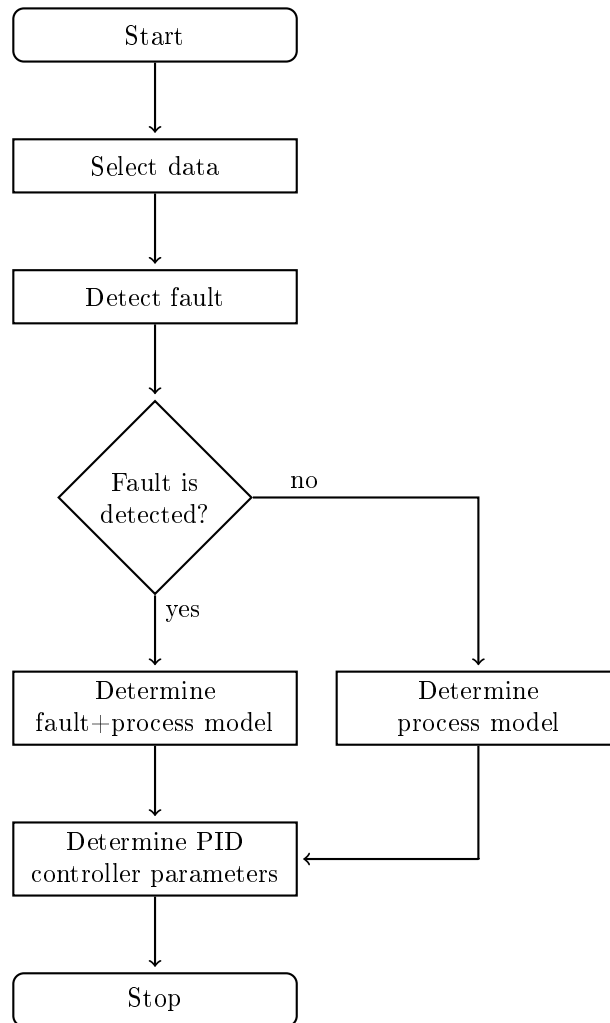 Start
Select data
Detect fault
Fault is
detected?
no
yes
Determine
fault+process model
Determine
process model
Determine PID
controller parameters
Stop